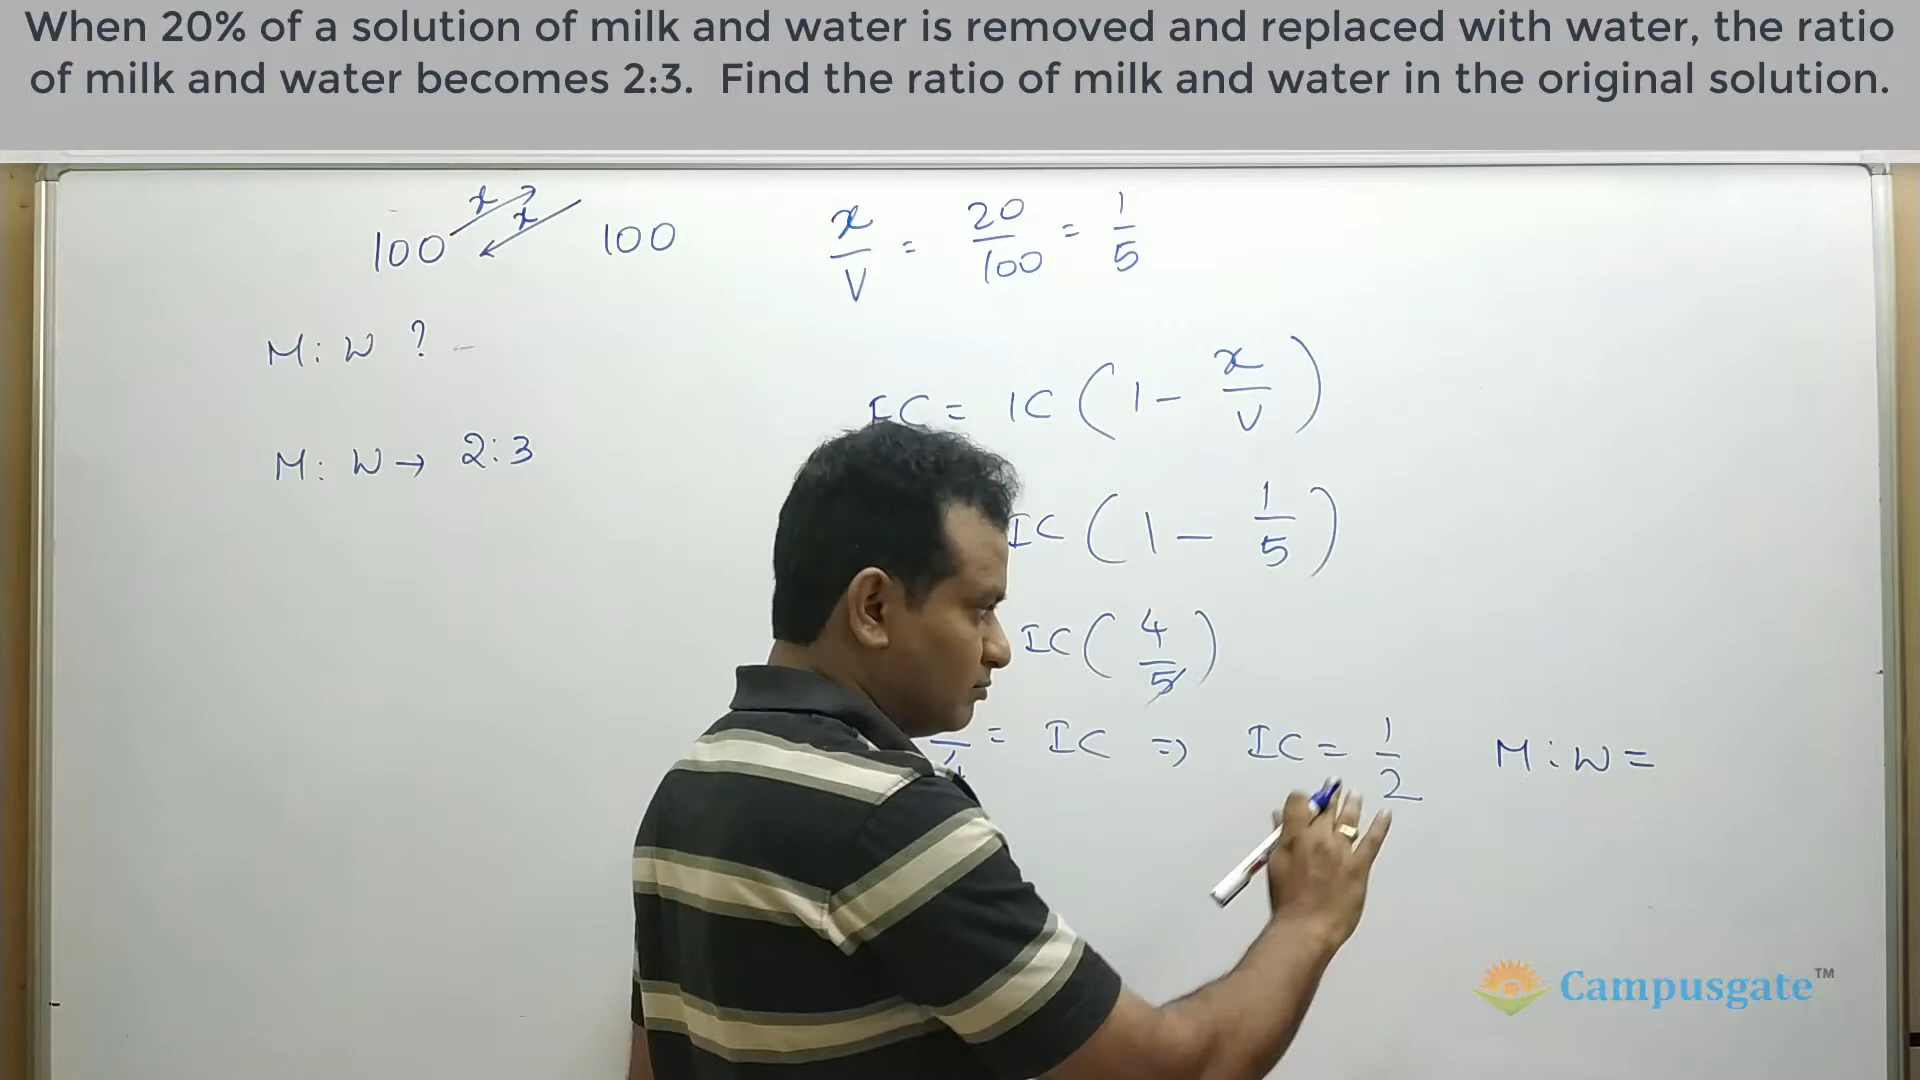 When 20% of a solution of milk and water is removed and replaced with water, the ratio
of milk and water becomes 2:3. Find the ratio of milk and water in the original solution.
100 x x 100
x/V = 20/100 = 1/5
M : W ?
FC = IC (1 - x/V)
M : W → 2:3
IC (1 - 1/5)
IC (4/5)
= IC ⇒ IC = 1/2 M : W =
Campusgate™